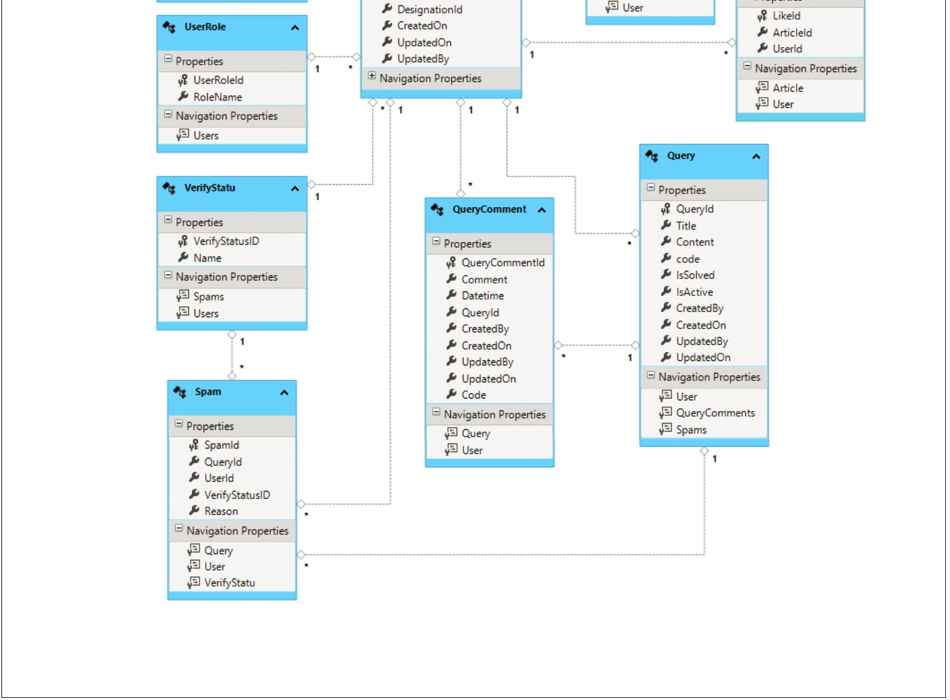 DesignationId
CreatedOn
UpdatedOn
UpdatedBy
Navigation Properties
User
LikeId
ArticleId
UserId
Navigation Properties
Article
User
1
*
UserRole
Properties
UserRoleId
RoleName
Navigation Properties
Users
1
*
*
1
1
1
VerifyStatu
Properties
VerifyStatusID
Name
Navigation Properties
Spams
Users
1
1
*
*
QueryComment
Properties
QueryCommentId
Comment
Datetime
QueryId
CreatedBy
CreatedOn
UpdatedBy
UpdatedOn
Code
Navigation Properties
Query
User
*
1
*
Query
Properties
QueryId
Title
Content
code
IsSolved
IsActive
CreatedBy
CreatedOn
UpdatedBy
UpdatedOn
Navigation Properties
User
QueryComments
Spams
1
Spam
Properties
SpamId
QueryId
UserId
VerifyStatusID
Reason
Navigation Properties
Query
User
VerifyStatu
*
*